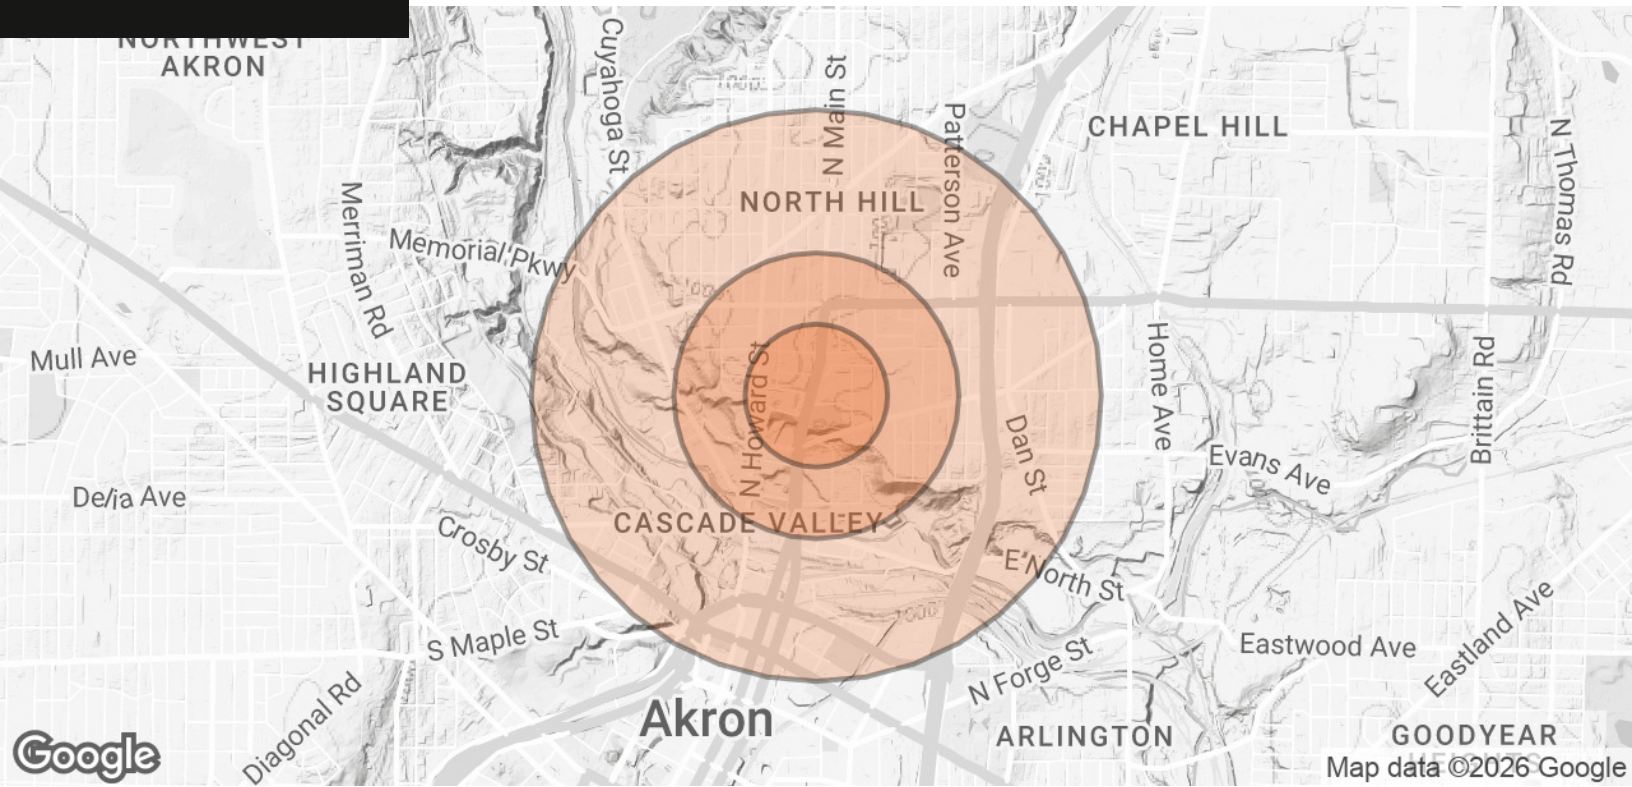 NORTHWEST
AKRON
Cuyahoga St
N Main St
Patterson Ave
CHAPEL HILL
N Thomas Rd
Merriman Rd
Memorial Pkwy
NORTH HILL
Mull Ave
HIGHLAND
SQUARE
N Howard St
Home Ave
Brittain Rd
Dan St
Evans Ave
Delia Ave
Crosby St
CASCADE VALLEY
E North St
S Maple St
Eastwood Ave
Eastland Ave
N Forge St
Diagonal Rd
Akron
ARLINGTON
GOODYEAR
HEIGHTS
Google
Map data ©2026 Google